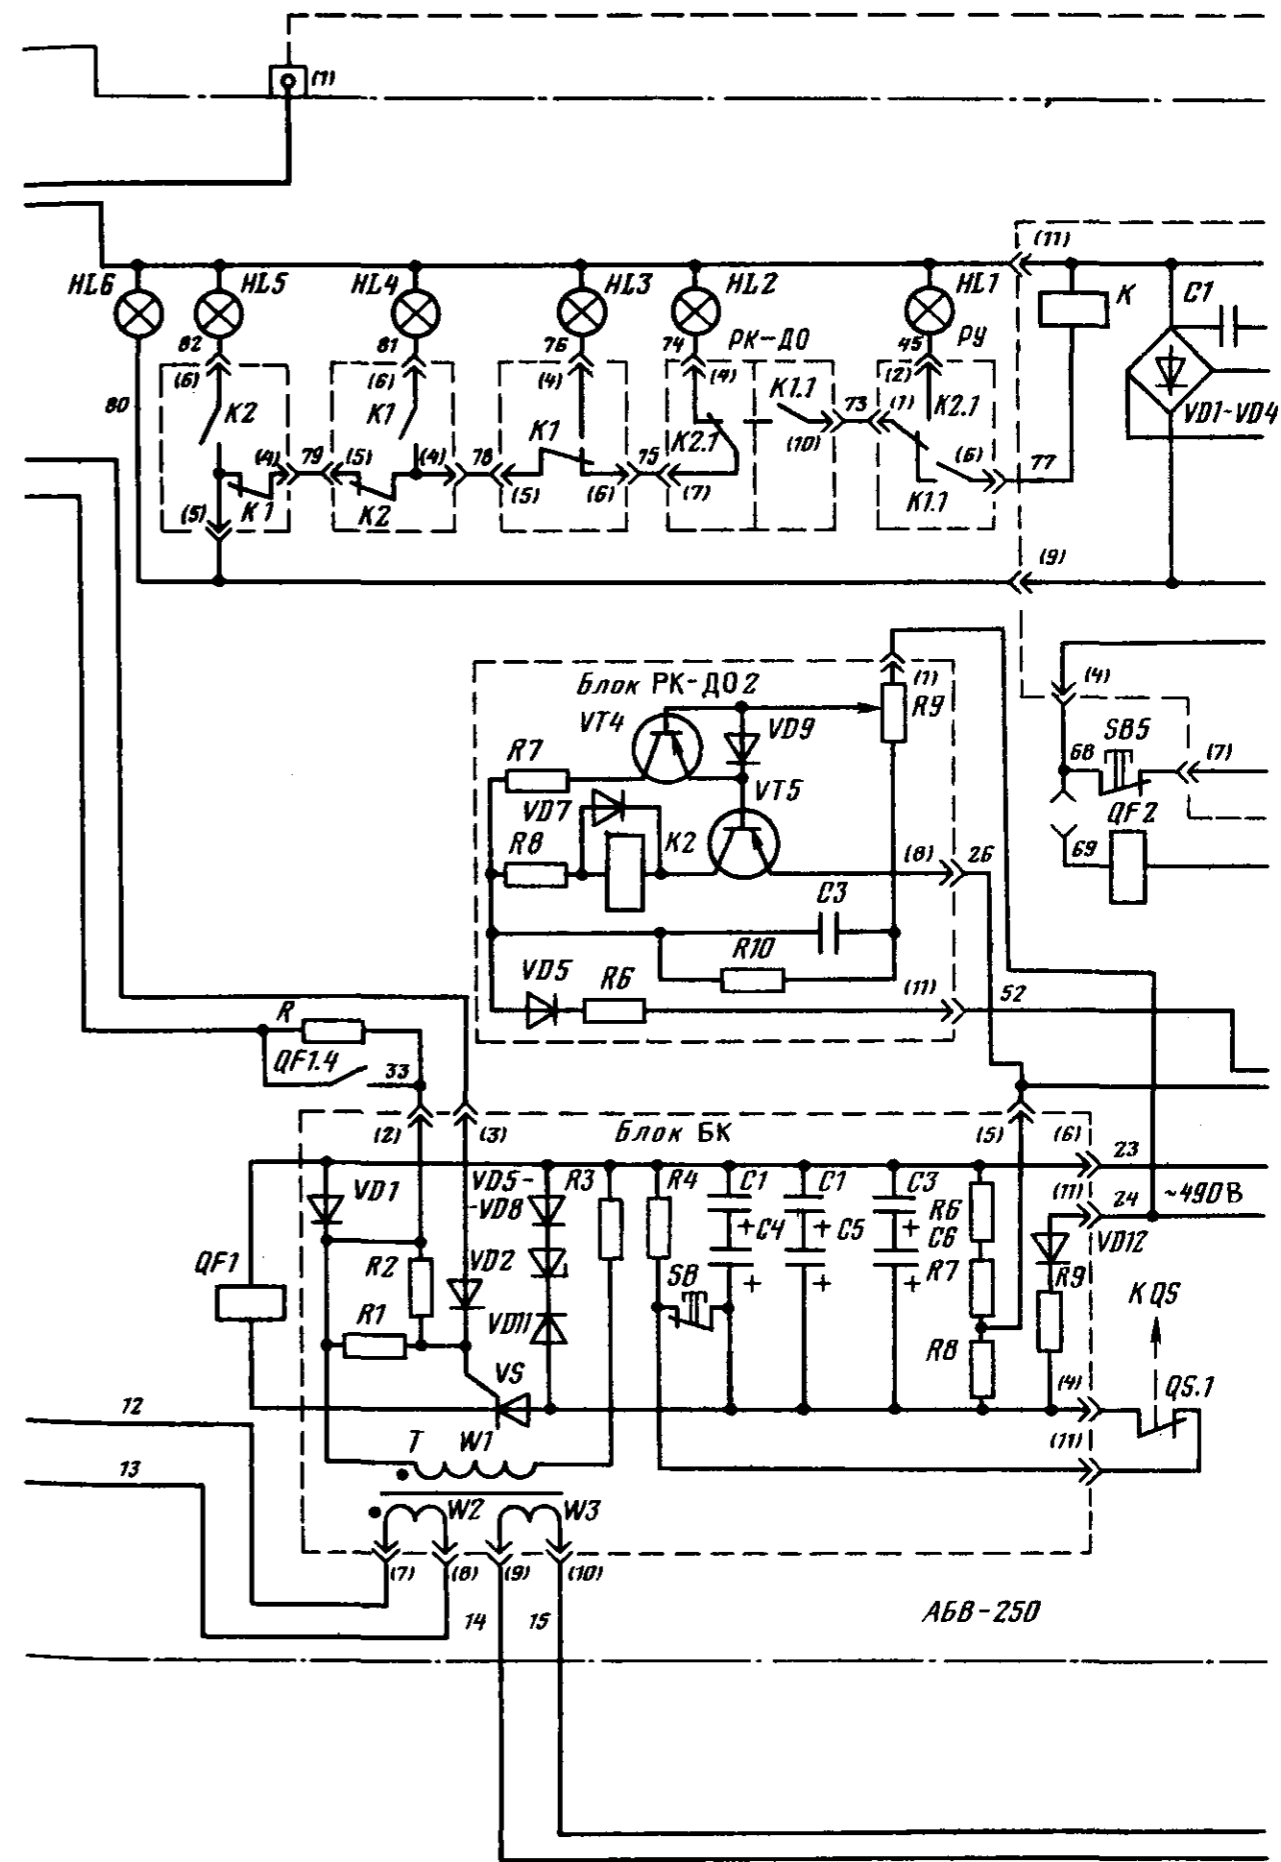 (1)
(11)
HL6
HL5
HL4
HL3
HL2
HL1
K
C1
82
81
76
74
РК-ДО
45
РУ
(6)
(6)
(4)
(4)
K1.1
(2)
80
K2
K1
K1
K2.1
73
(1)
K2.1
VD1-VD4
(10)
(4)
79
(5)
(4)
78
75
(6)
77
(5)
K1
K2
(5)
(6)
(7)
K1.1
(9)
Блок РК-ДО2
(1)
(4)
VT4
R9
VD9
SB5
R7
68
(7)
VD7
VT5
QF2
R8
K2
(8)
26
69
C3
R10
VD5
R6
(11)
52
R
QF1.4
33
(2)
(3)
Блок БК
(5)
(6)
23
VD1
VD5-
-VD8
R3
R4
C1
C1
C3
R6
(11)
24
~490В
+ C4
+ C5
+
C6
VD12
QF1
R2
VD2
SB
+
+
+
R7
R9
К QS
R1
VD11
R8
VS
(4)
QS.1
12
T
W1
(11)
13
W2
W3
(7)
(8)
(9)
(10)
14
15
АБВ-250